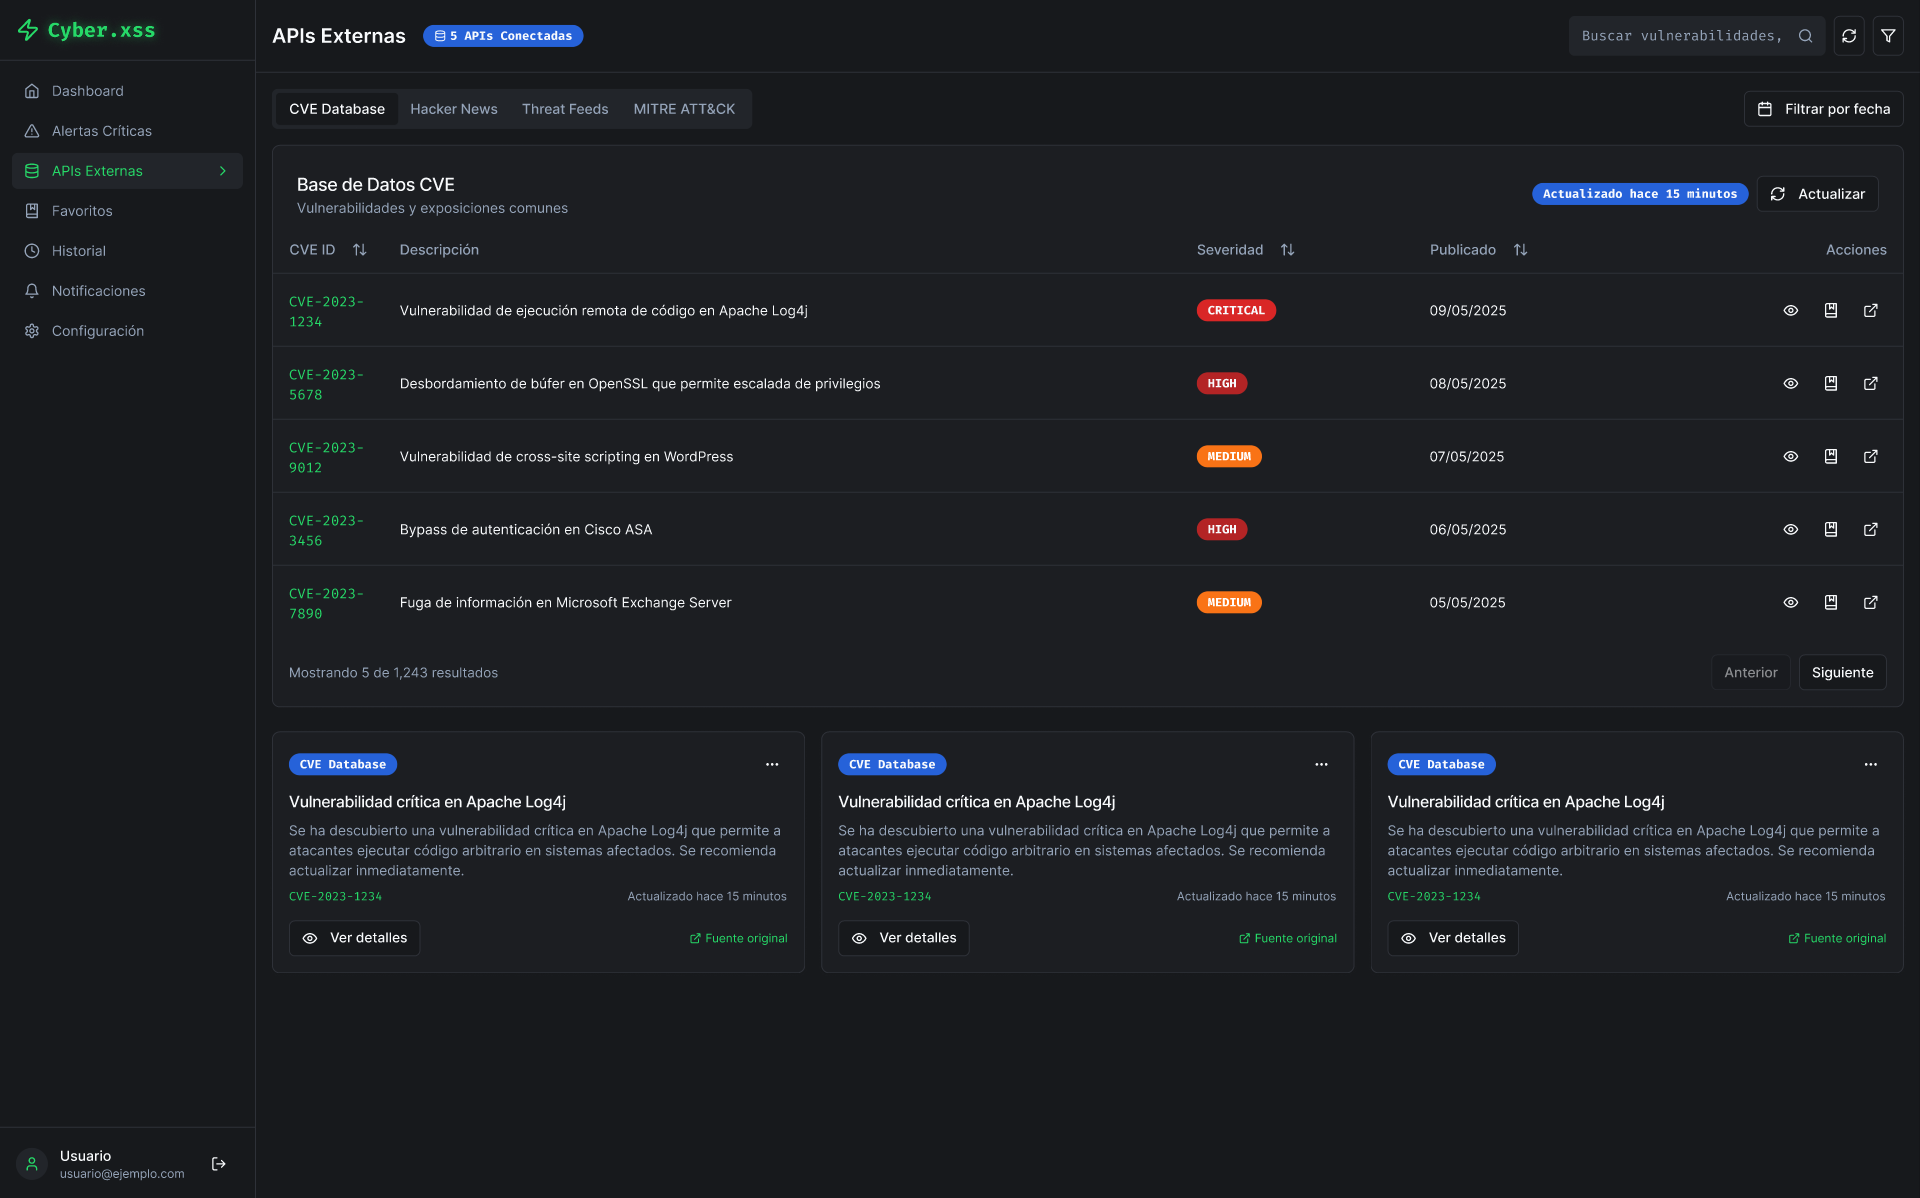 Cyber.xss
Dashboard
Alertas Críticas
APIs Externas
Favoritos
Historial
Notificaciones
Configuración
Usuario
usuario@ejemplo.com
APIs Externas
5 APIs Conectadas
Buscar vulnerabilidades,
CVE Database
Hacker News
Threat Feeds
MITRE ATT&CK
Filtrar por fecha
Base de Datos CVE
Vulnerabilidades y exposiciones comunes
Actualizado hace 15 minutos
Actualizar
CVE ID
Descripción
Severidad
Publicado
Acciones
CVE-2023-
1234
Vulnerabilidad de ejecución remota de código en Apache Log4j
CRITICAL
09/05/2025
CVE-2023-
5678
Desbordamiento de búfer en OpenSSL que permite escalada de privilegios
HIGH
08/05/2025
CVE-2023-
9012
Vulnerabilidad de cross-site scripting en WordPress
MEDIUM
07/05/2025
CVE-2023-
3456
Bypass de autenticación en Cisco ASA
HIGH
06/05/2025
CVE-2023-
7890
Fuga de información en Microsoft Exchange Server
MEDIUM
05/05/2025
Mostrando 5 de 1,243 resultados
Anterior
Siguiente
CVE Database
Vulnerabilidad crítica en Apache Log4j
Se ha descubierto una vulnerabilidad crítica en Apache Log4j que permite a
atacantes ejecutar código arbitrario en sistemas afectados. Se recomienda
actualizar inmediatamente.
CVE-2023-1234
Actualizado hace 15 minutos
Ver detalles
Fuente original
CVE Database
Vulnerabilidad crítica en Apache Log4j
Se ha descubierto una vulnerabilidad crítica en Apache Log4j que permite a
atacantes ejecutar código arbitrario en sistemas afectados. Se recomienda
actualizar inmediatamente.
CVE-2023-1234
Actualizado hace 15 minutos
Ver detalles
Fuente original
CVE Database
Vulnerabilidad crítica en Apache Log4j
Se ha descubierto una vulnerabilidad crítica en Apache Log4j que permite a
atacantes ejecutar código arbitrario en sistemas afectados. Se recomienda
actualizar inmediatamente.
CVE-2023-1234
Actualizado hace 15 minutos
Ver detalles
Fuente original